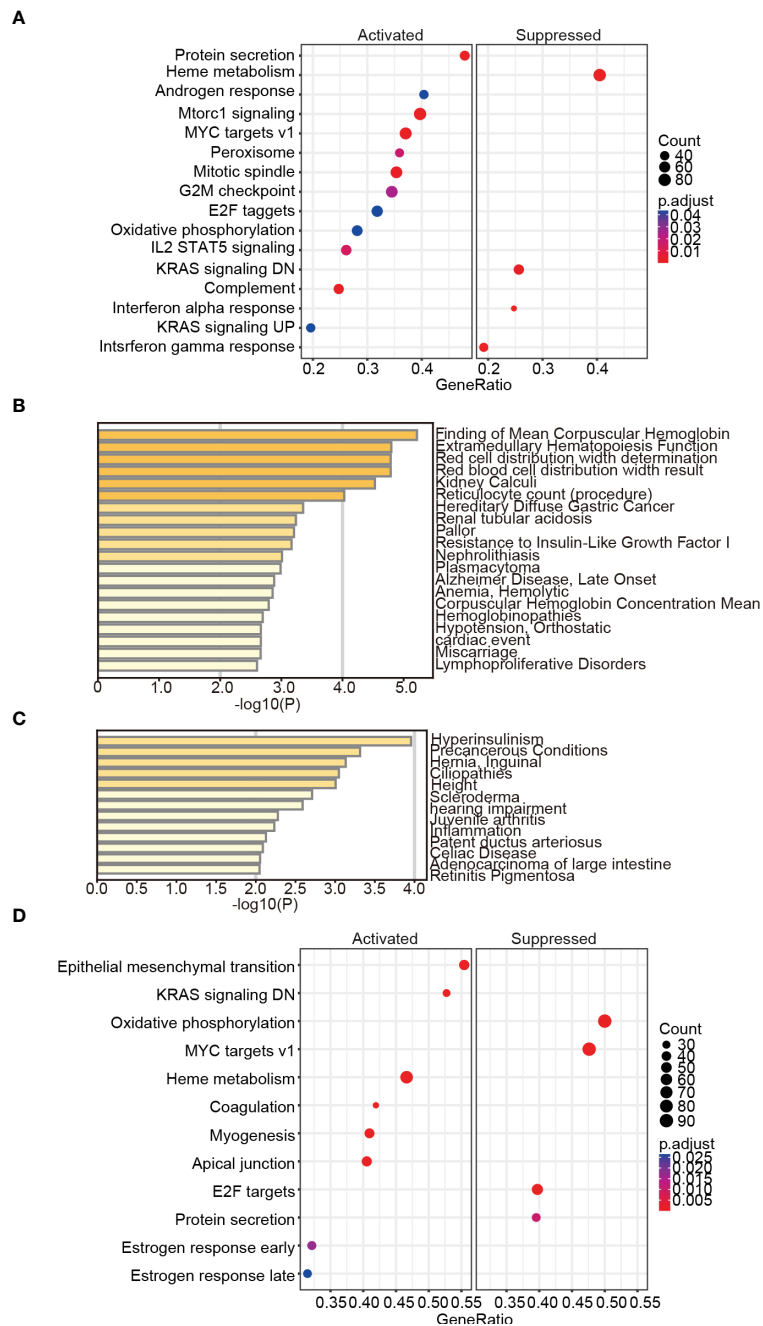 A
Activated Suppressed
Protein secretion
Heme metabolism
Androgen response
Mtorc1 signaling
MYC targets v1
Peroxisome
Mitotic spindle
G2M checkpoint
E2F taggets
Oxidative phosphorylation
IL2 STAT5 signaling
KRAS signaling DN
Complement
Interferon alpha response
KRAS signaling UP
Intsrferon gamma response
0.2 0.3 0.4 0.2 0.3 0.4
GeneRatio
Count
40
60
80
p.adjust
0.04
0.03
0.02
0.01
B
Finding of Mean Corpuscular Hemoglobin
Extramedullary Hematopoiesis Function
Red cell distribution width determination
Red blood cell distribution width result
Kidney Calculi
Reticulocyte count (procedure)
Hereditary Diffuse Gastric Cancer
Renal tubular acidosis
Pallor
Resistance to Insulin-Like Growth Factor I
Nephrolithiasis
Plasmacytoma
Alzheimer Disease, Late Onset
Anemia, Hemolytic
Corpuscular Hemoglobin Concentration Mean
Hemoglobinopathies
Hypotension, Orthostatic
cardiac event
Miscarriage
Lymphoproliferative Disorders
0 1.0 2.0 3.0 4.0 5.0
-log10(P)
C
Hyperinsulinism
Precancerous Conditions
Hernia, Inguinal
Ciliopathies
Height
Scleroderma
hearing impairment
Juvenile arthritis
Inflammation
Patent ductus arteriosus
Celiac Disease
Adenocarcinoma of large intestine
Retinitis Pigmentosa
0.0 0.5 1.0 1.5 2.0 2.5 3.0 3.5 4.0
-log10(P)
D
Activated Suppressed
Epithelial mesenchymal transition
KRAS signaling DN
Oxidative phosphorylation
MYC targets v1
Heme metabolism
Coagulation
Myogenesis
Apical junction
E2F targets
Protein secretion
Estrogen response early
Estrogen response late
0.35 0.40 0.45 0.50 0.55 0.35 0.40 0.45 0.50 0.55
GeneRatio
Count
30
40
50
60
70
80
90
p.adjust
0.025
0.020
0.015
0.010
0.005